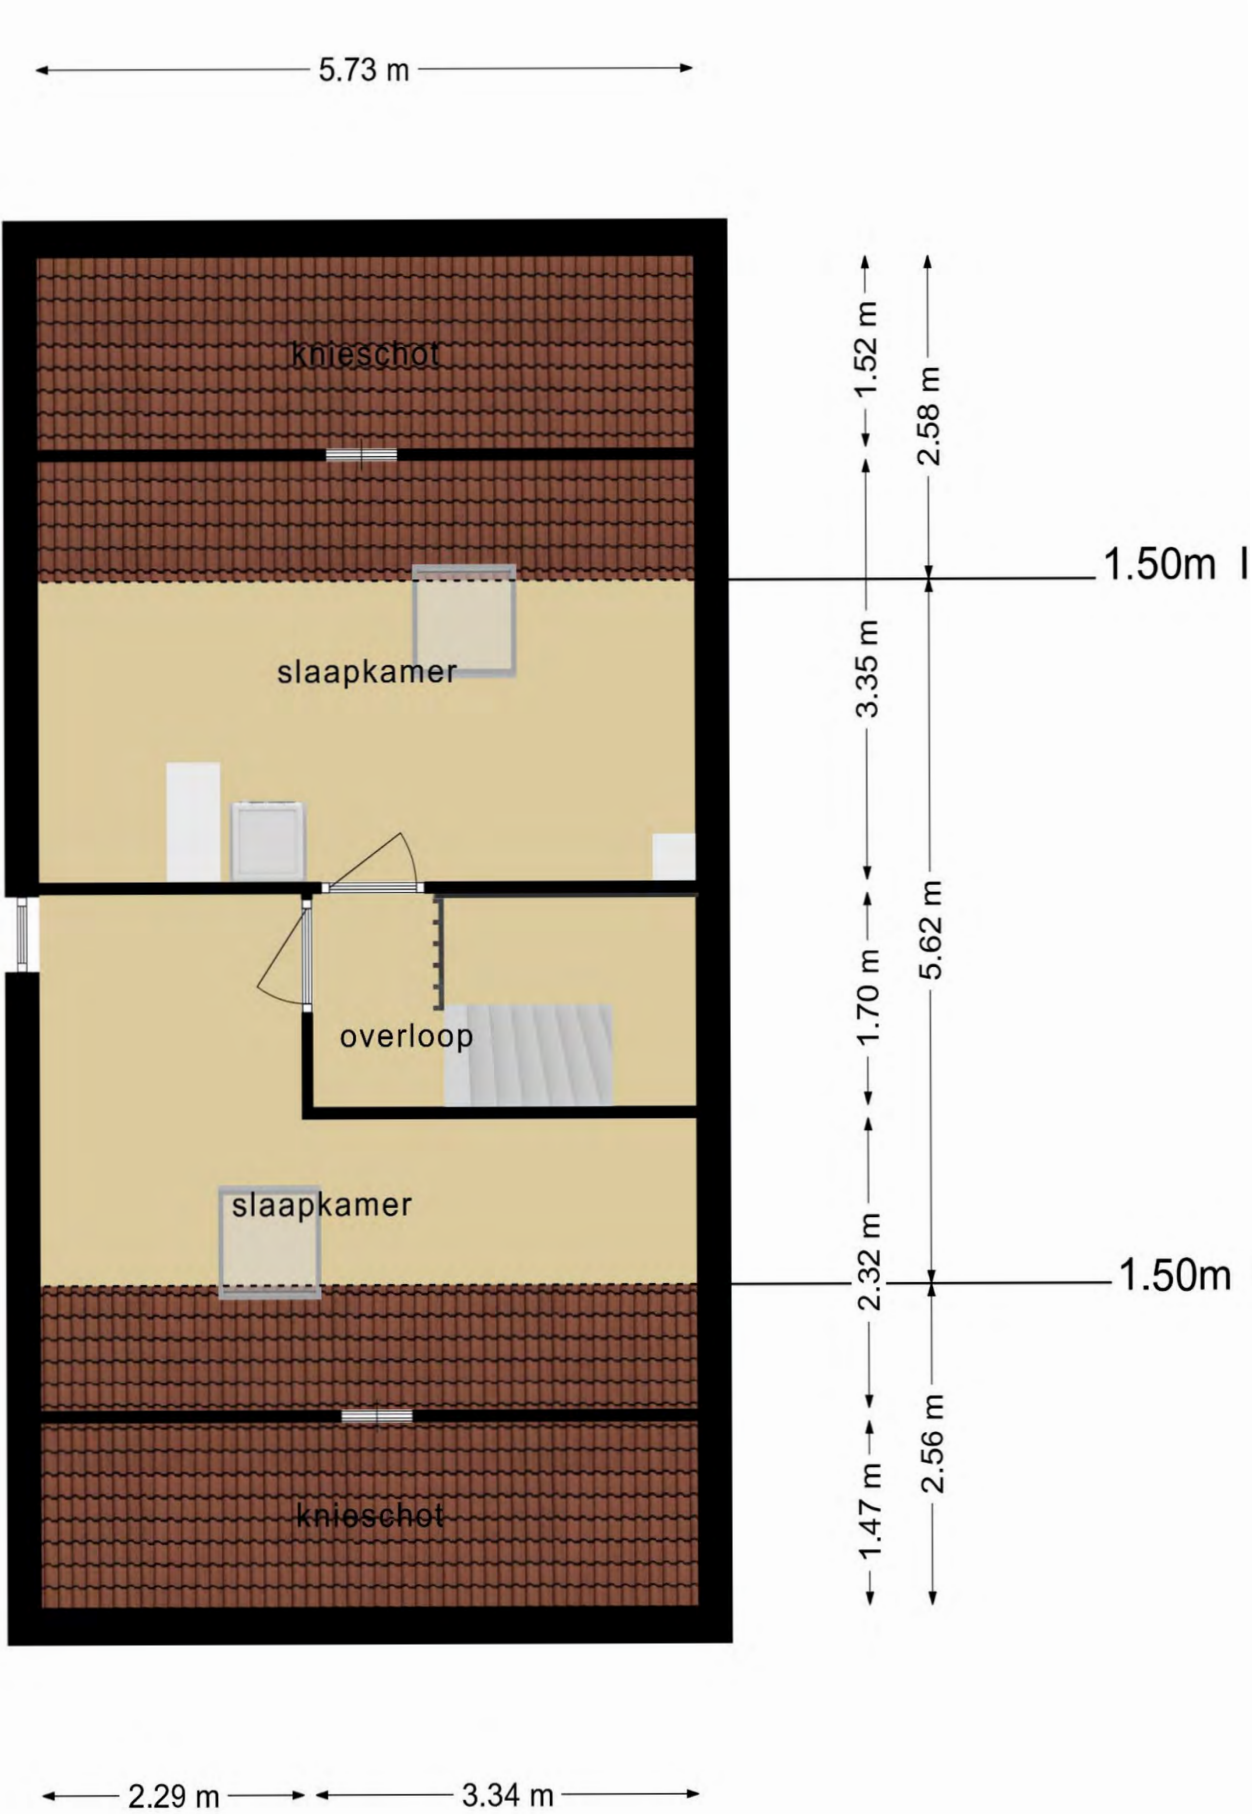 5.73 m
knieschot
1.52 m
2.58 m
1.50m
slaapkamer
3.35 m
5.62 m
1.70 m
overloop
slaapkamer
2.32 m
1.50m
2.56 m
1.47 m
knieschot
2.29 m
3.34 m